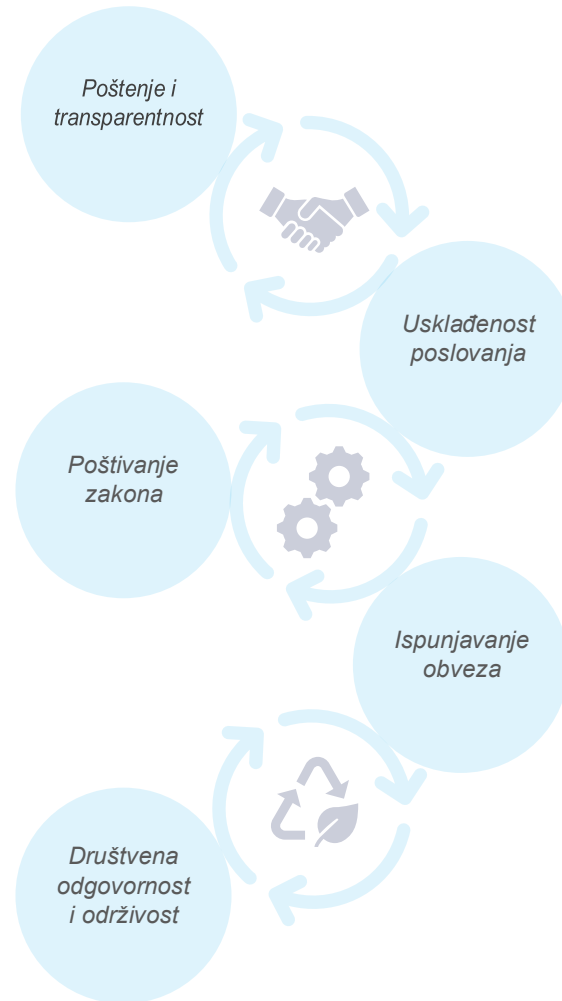 Poštenje i
transparentnost
Usklađenost
poslovanja
Poštivanje
zakona
Ispunjavanje
obveza
Društvena
odgovornost
i održivost